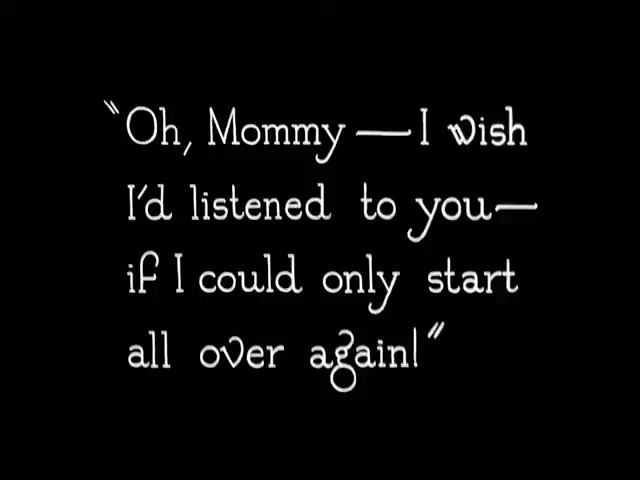 "Oh, Mommy — I wish
I'd listened to you —
if I could only start
all over again!"